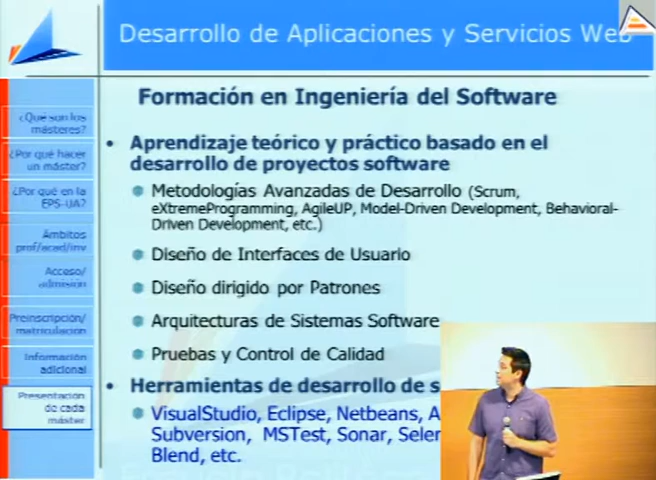 Desarrollo de Aplicaciones y Servicios Web
¿Qué son los
másteres?
¿Por qué hacer
un máster?
¿Por qué en la
EPS-UA?
Ámbitos
prof/acad/inv
Acceso/
admisión
Preinscripción/
matriculación
Información
adicional
Presentación
de cada
máster
Formación en Ingeniería del Software
• Aprendizaje teórico y práctico basado en el
desarrollo de proyectos software
Metodologías Avanzadas de Desarrollo (Scrum,
eXtremeProgramming, AgileUP, Model-Driven Development, Behavioral-
Driven Development, etc.)
Diseño de Interfaces de Usuario
Diseño dirigido por Patrones
Arquitecturas de Sistemas Software
Pruebas y Control de Calidad
• Herramientas de desarrollo de s
VisualStudio, Eclipse, Netbeans, A
Subversion, MSTest, Sonar, Seler
Blend, etc.